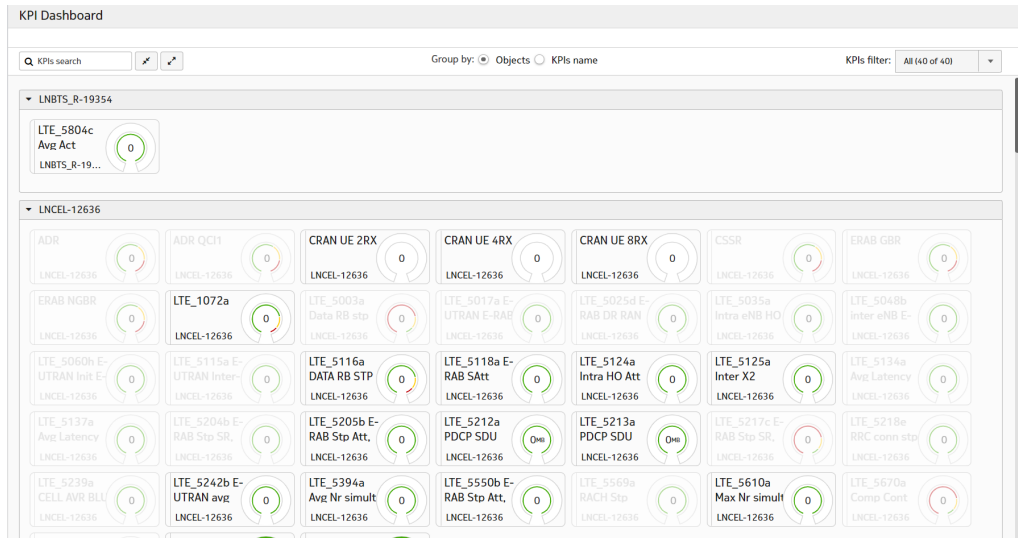 KPI Dashboard
KPIs search
Group by: Objects KPIs name
KPIs filter: All (40 of 40)
LNBTS_R-19354
LTE_5804c
Avg Act
0
LNBTS_R-19...
LNCEL-12636
ADR
0
LNCEL-12636
ADR QCI1
0
LNCEL-12636
CRAN UE 2RX
0
LNCEL-12636
CRAN UE 4RX
0
LNCEL-12636
CRAN UE 8RX
0
LNCEL-12636
CSSR
0
LNCEL-12636
ERAB GBR
0
LNCEL-12636
ERAB NGBR
0
LNCEL-12636
LTE_1072a
0
LNCEL-12636
LTE_5003a
Data RB stp
0
LNCEL-12636
LTE_5017a E-
UTRAN E-RAB
0
LNCEL-12636
LTE_5025d E-
RAB DR RAN
0
LNCEL-12636
LTE_5035a
Intra eNB HO
0
LNCEL-12636
LTE_5048b
inter eNB E-
0
LNCEL-12636
LTE_5060h E-
UTRAN Init E-
0
LNCEL-12636
LTE_5115a E-
UTRAN Inter-
0
LNCEL-12636
LTE_5116a
DATA RB STP
0
LNCEL-12636
LTE_5118a E-
RAB SAtt
0
LNCEL-12636
LTE_5124a
Intra HO Att
0
LNCEL-12636
LTE_5125a
Inter X2
0
LNCEL-12636
LTE_5134a
Avg Latency
0
LNCEL-12636
LTE_5137a
Avg Latency
0
LNCEL-12636
LTE_5204b E-
RAB Stp SR,
0
LNCEL-12636
LTE_5205b E-
RAB Stp Att,
0
LNCEL-12636
LTE_5212a
PDCP SDU
0MB
LNCEL-12636
LTE_5213a
PDCP SDU
0MB
LNCEL-12636
LTE_5217c E-
RAB Stp SR,
0
LNCEL-12636
LTE_5218e
RRC conn stp
0
LNCEL-12636
LTE_5239a
CELL AVR BLU
0
LNCEL-12636
LTE_5242b E-
UTRAN avg
0
LNCEL-12636
LTE_5394a
Avg Nr simult
0
LNCEL-12636
LTE_5550b E-
RAB Stp Att,
0
LNCEL-12636
LTE_5569a
RACH Stp
0
LNCEL-12636
LTE_5610a
Max Nr simult
0
LNCEL-12636
LTE_5670a
Comp Cont
0
LNCEL-12636